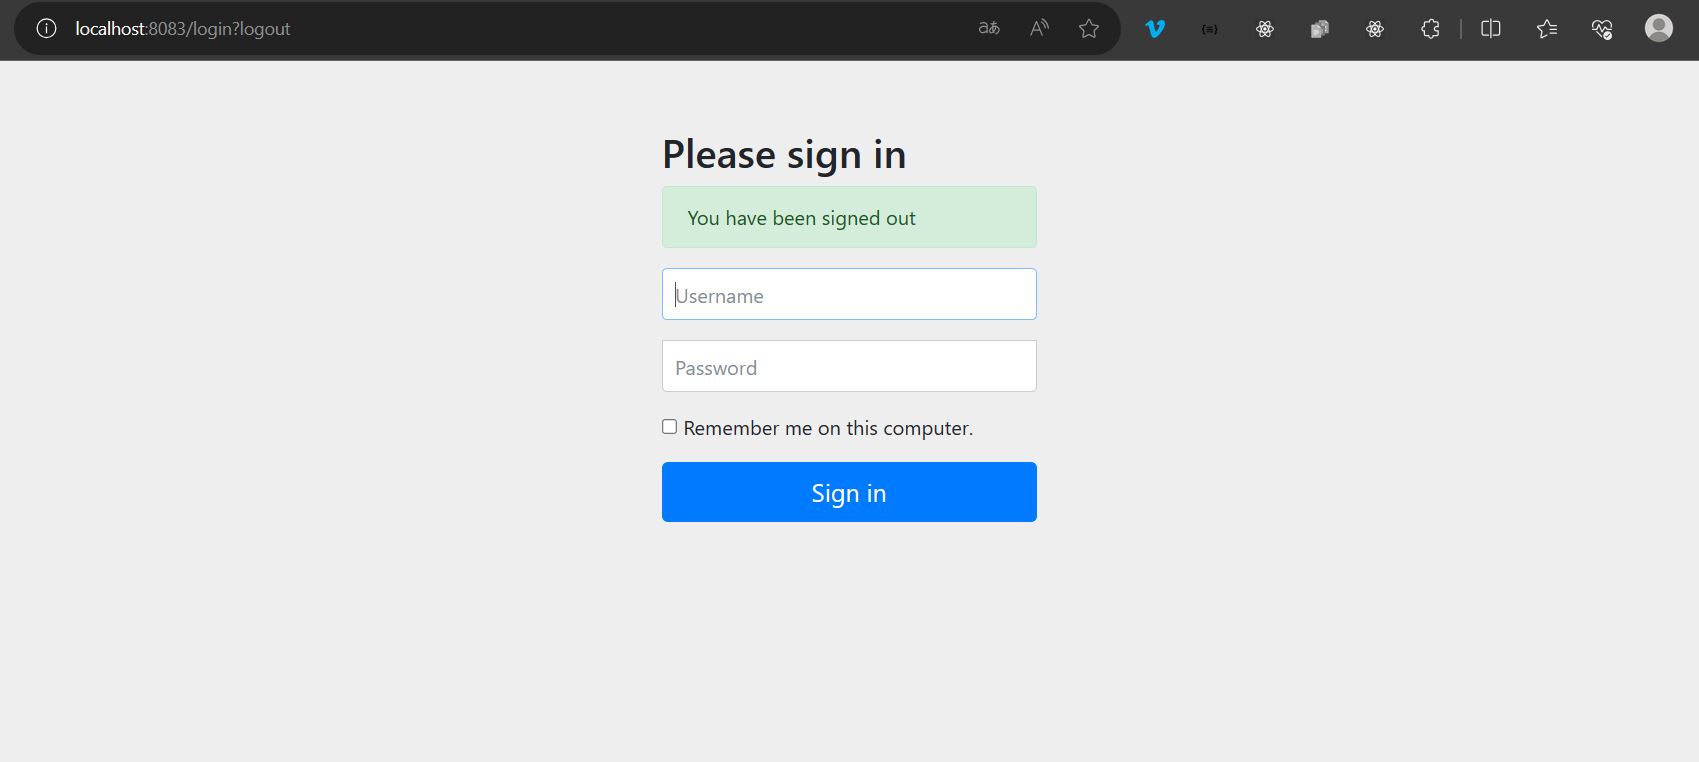 localhost:8083/login?logout
Please sign in
You have been signed out
Username
Password
Remember me on this computer.
Sign in